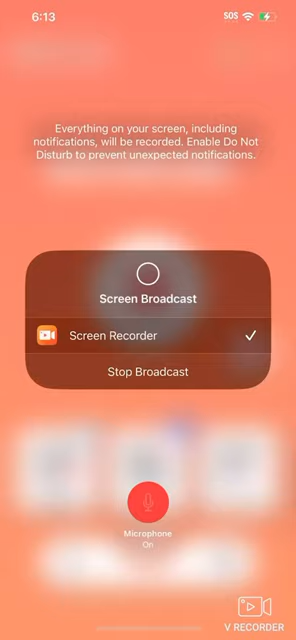 6:13
SOS
Everything on your screen, including
notifications, will be recorded. Enable Do Not
Disturb to prevent unexpected notifications.
Screen Broadcast
Screen Recorder
Stop Broadcast
Microphone
On
V RECORDER